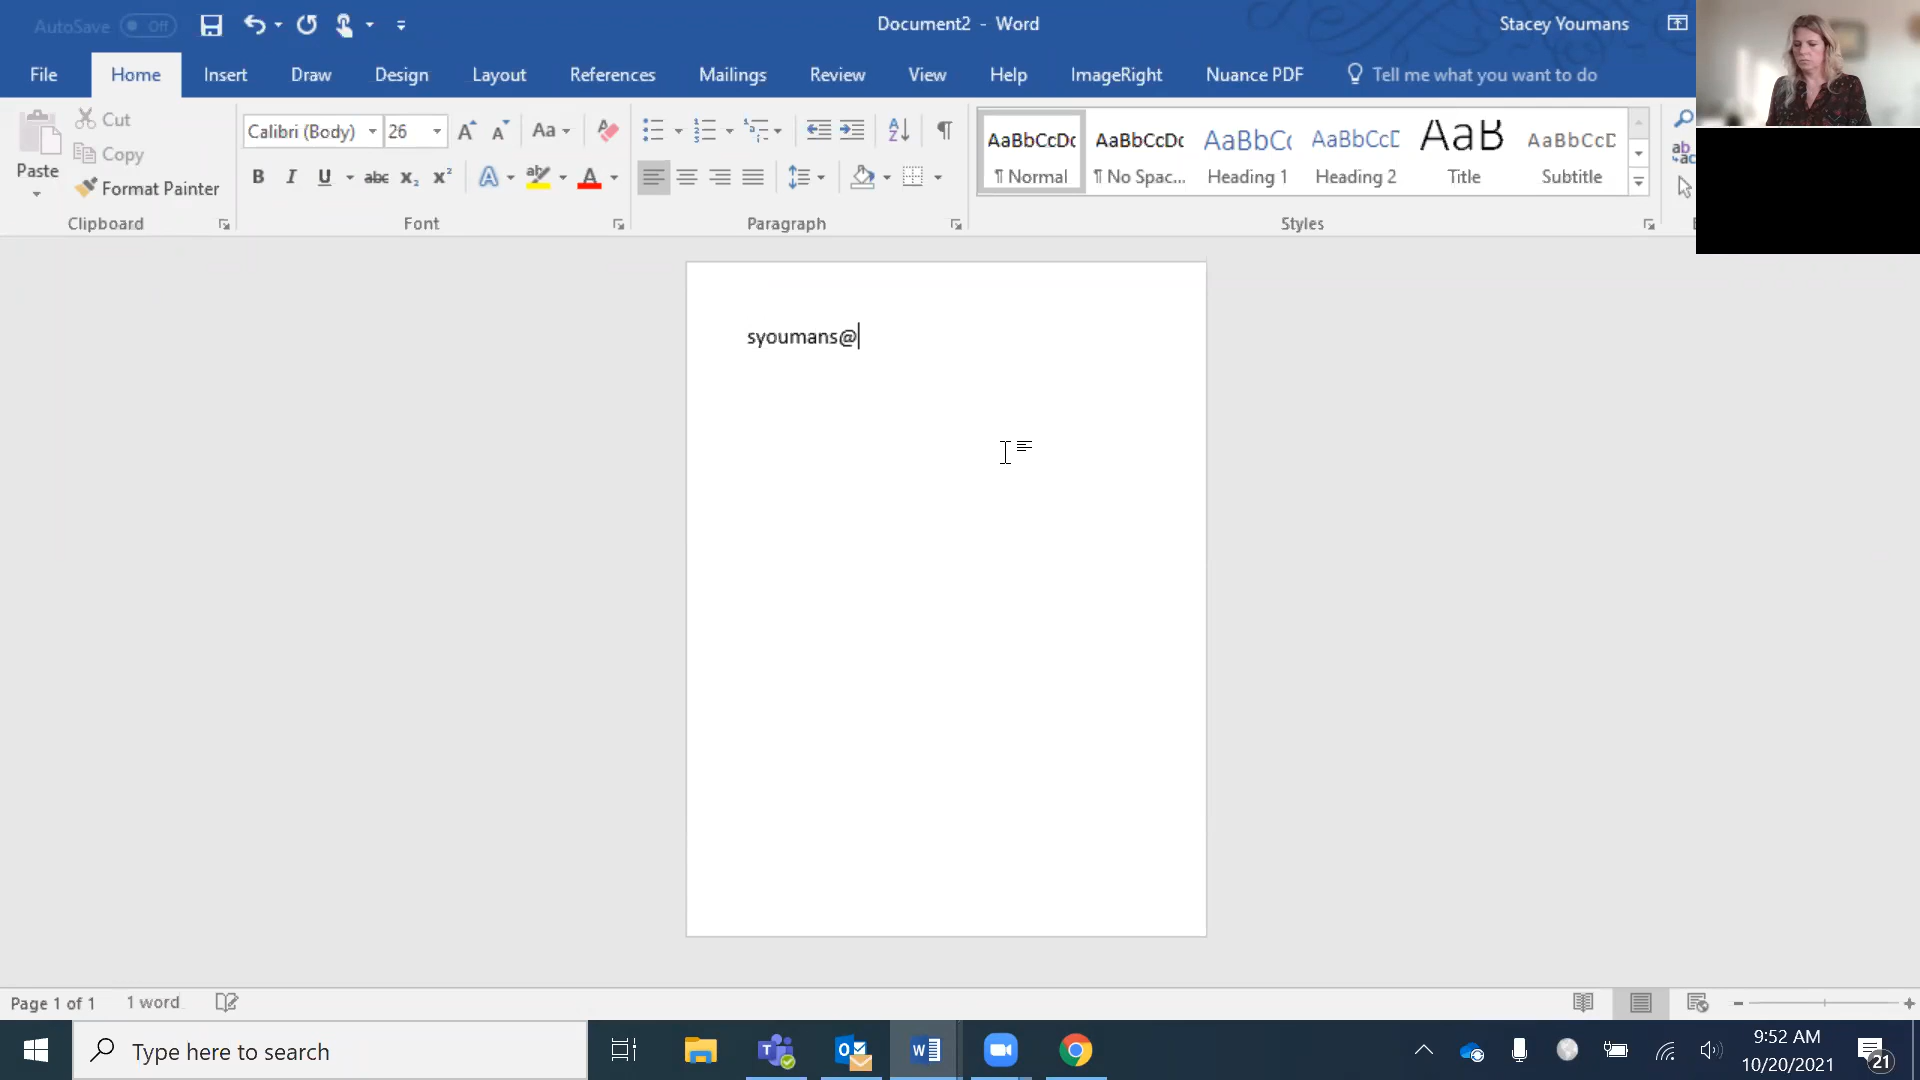 AutoSave Off
Document2 - Word
Stacey Youmans
File Home Insert Draw Design Layout References Mailings Review View Help ImageRight Nuance PDF Tell me what you want to do
Paste
Cut
Copy
Format Painter
Clipboard
Calibri (Body) 26
Font
Paragraph
AaBbCcDc AaBbCcDc AaBbCc AaBbCcD AaB AaBbCcD
¶ Normal ¶ No Spac... Heading 1 Heading 2 Title Subtitle
Styles
syoumans@
Page 1 of 1 1 word
Type here to search
9:52 AM
10/20/2021
21